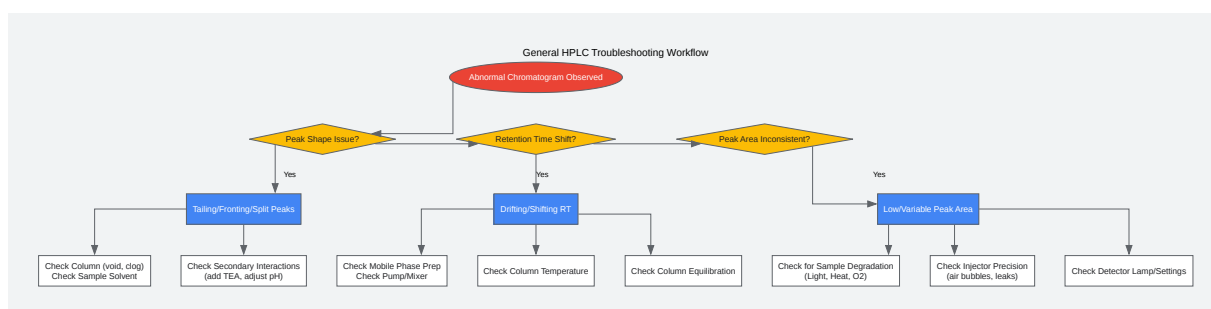 General HPLC Troubleshooting Workflow
Abnormal Chromatogram Observed
Peak Shape Issue?
Retention Time Shift?
Peak Area Inconsistent?
Yes
Yes
Yes
Tailing/Fronting/Split Peaks
Drifting/Shifting RT
Low/Variable Peak Area
Check Column (void, clog)
Check Sample Solvent
Check Secondary Interactions
(add TEA, adjust pH)
Check Mobile Phase Prep
Check Pump/Mixer
Check Column Temperature
Check Column Equilibration
Check for Sample Degradation
(Light, Heat, O2)
Check Injector Precision
(air bubbles, leaks)
Check Detector Lamp/Settings